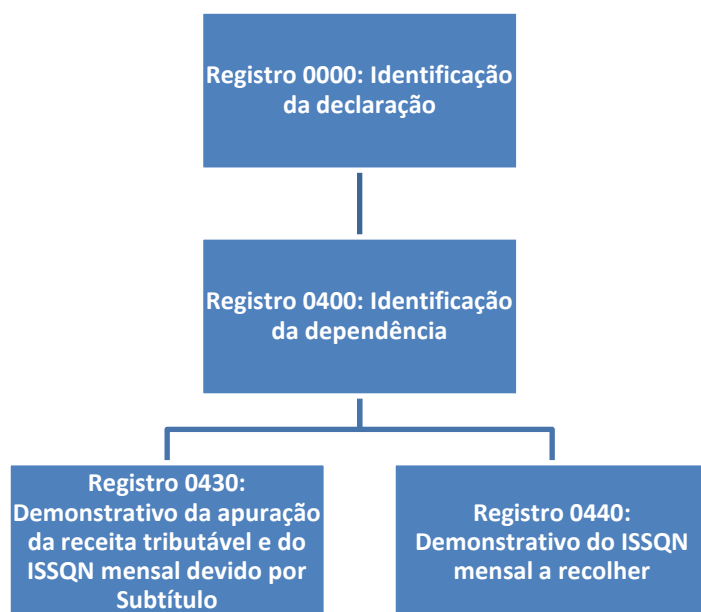 Registro 0000: Identificação
da declaração
Registro 0400: Identificação
da dependência
Registro 0430:
Demonstrativo da apuração
da receita tributável e do
ISSQN mensal devido por
Subtítulo
Registro 0440:
Demonstrativo do ISSQN
mensal a recolher